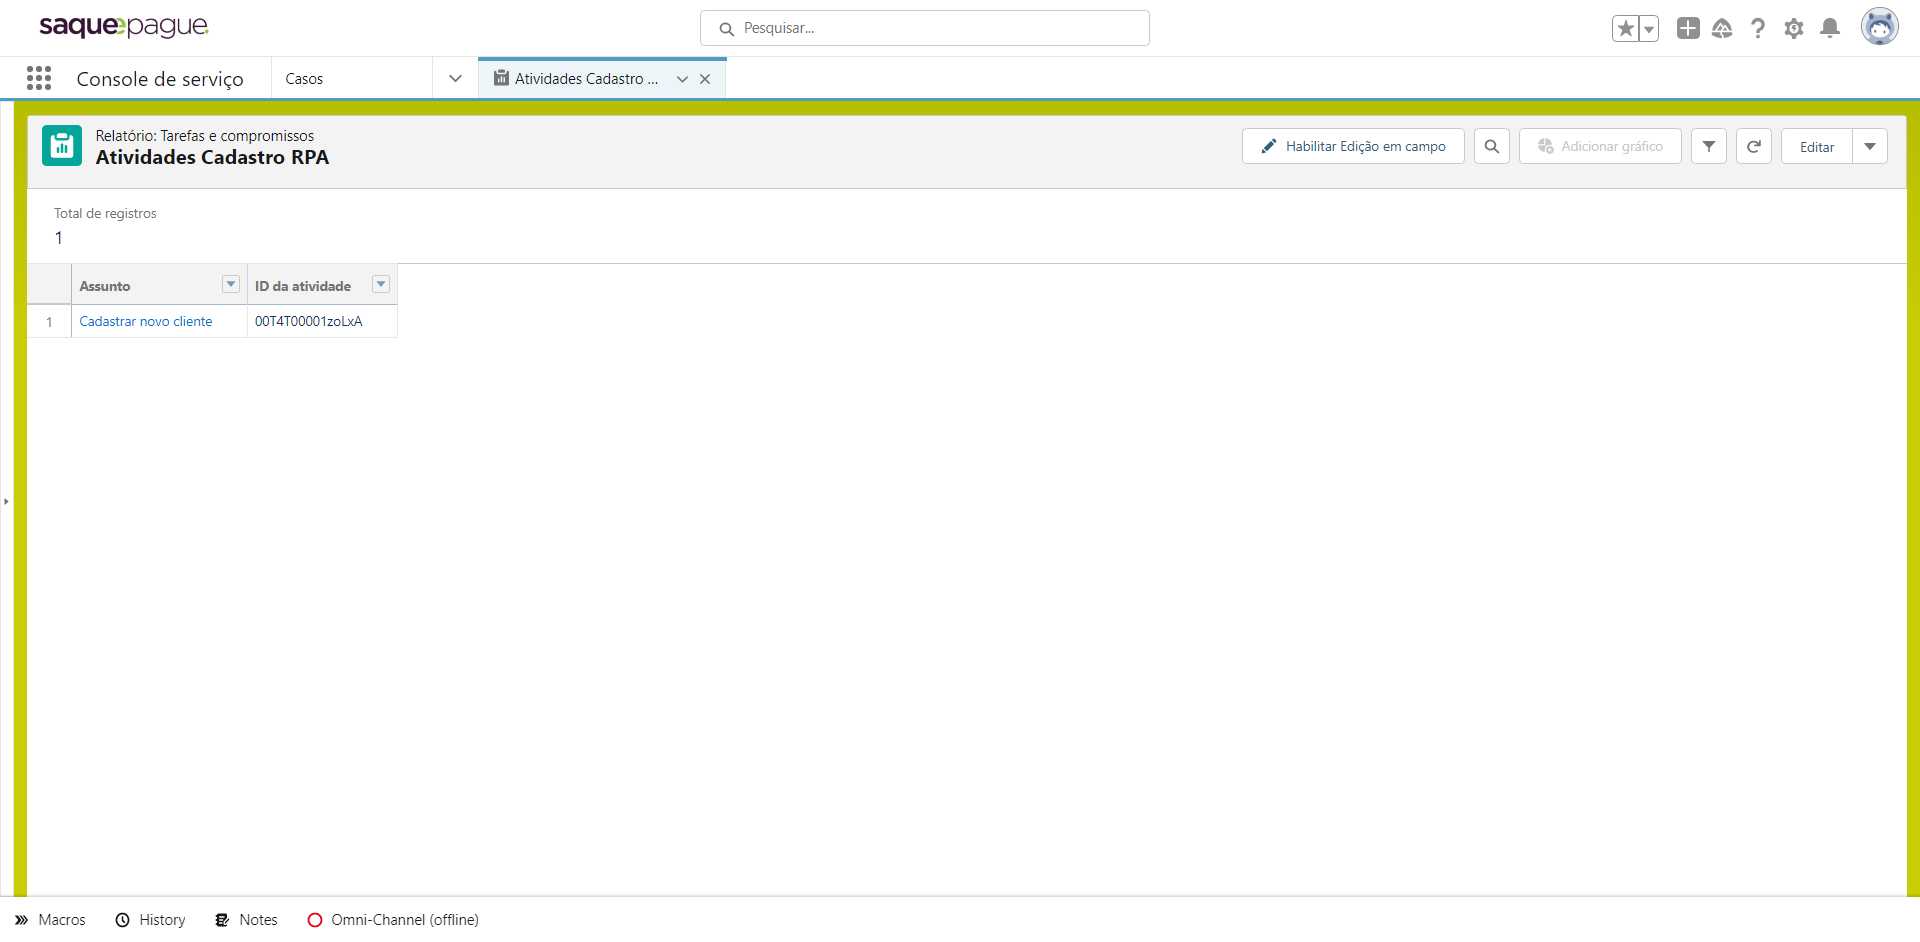 saqueepague
Pesquisar...
Console de serviço
Casos
Atividades Cadastro ...
Relatório: Tarefas e compromissos
Atividades Cadastro RPA
Habilitar Edição em campo
Adicionar gráfico
Editar
Total de registros
1
Assunto
ID da atividade
1
Cadastrar novo cliente
00T4T00001zoLxA
Macros
History
Notes
Omni-Channel (offline)